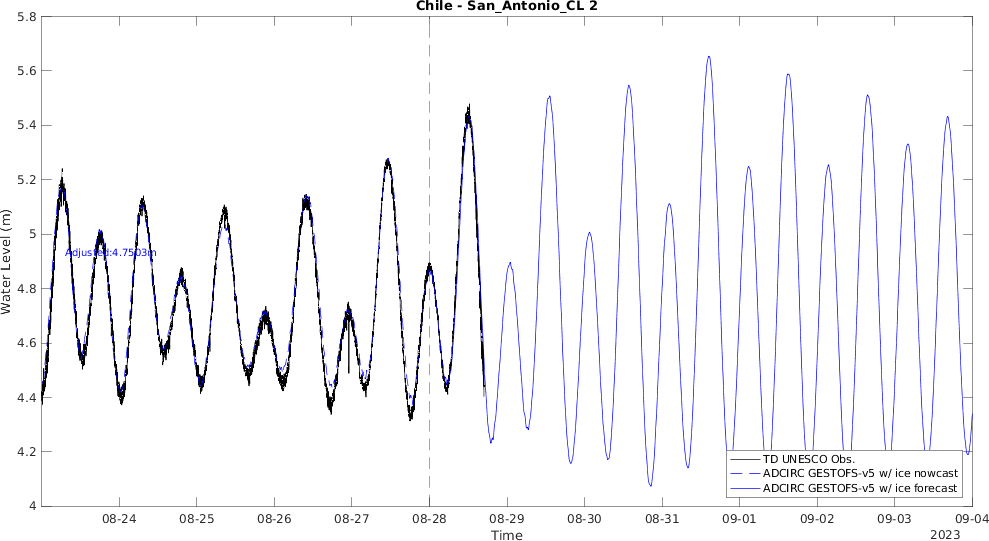 Chile - San_Antonio_CL 2
5.8
5.6
5.4
5.2
5
4.8
4.6
4.4
4.2
4
Water Level (m)
Adjusted:4.7503m
TD UNESCO Obs.
ADCIRC GESTOFS-v5 w/ ice nowcast
ADCIRC GESTOFS-v5 w/ ice forecast
08-24 08-25 08-26 08-27 08-28 08-29 08-30 08-31 09-01 09-02 09-03 09-04
Time
2023